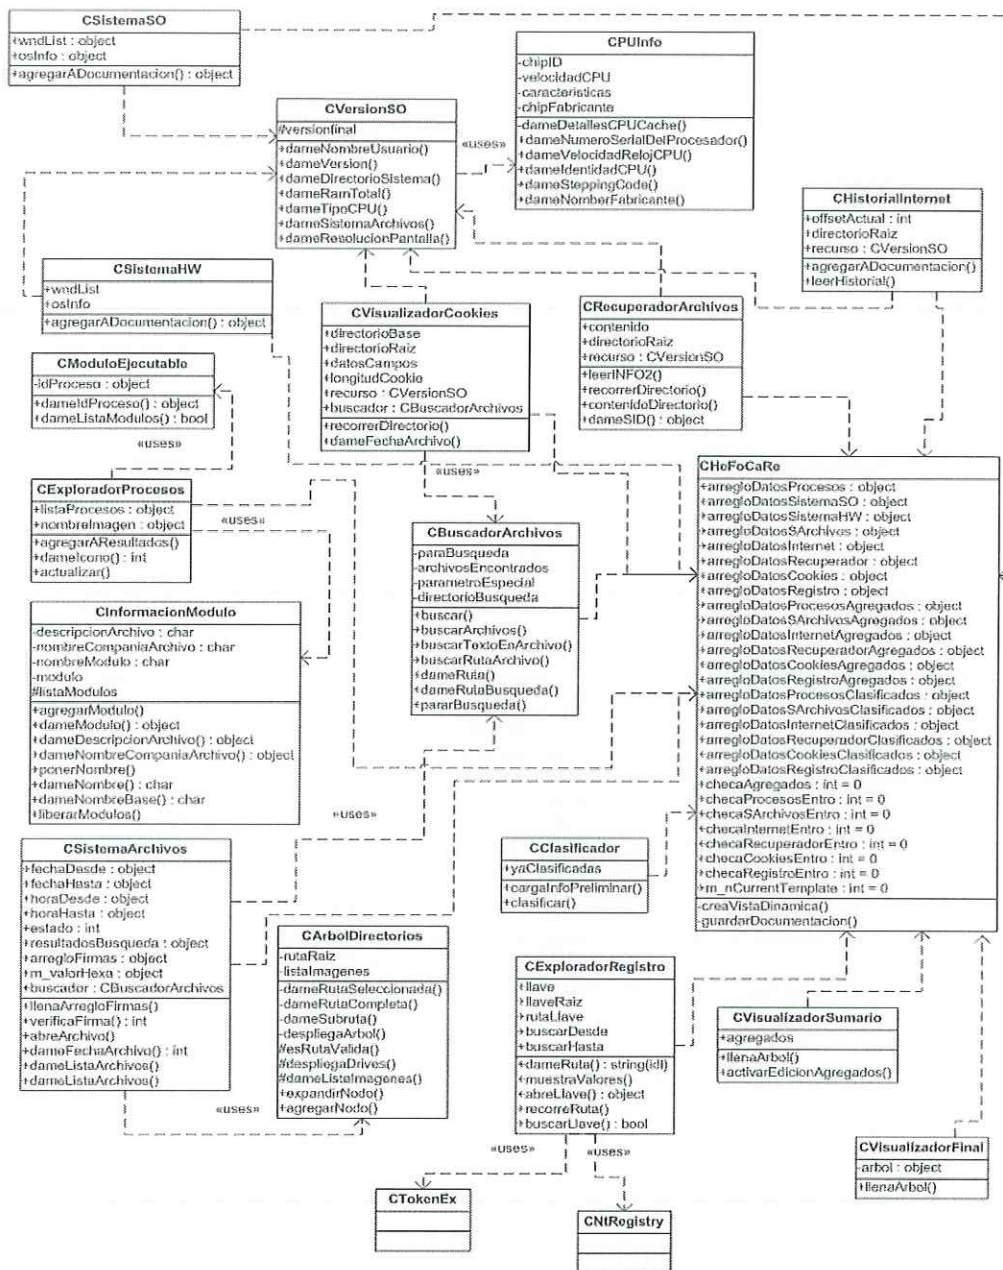 CSistemaSO
+wndList : object
+osInfo : object
+agregarADocumentacion() : object
CPUInfo
-chipID
-velocidadCPU
-caracteristicas
-chipFabricante
-dameDetallesCPUCache()
+dameNumeroSerialDelProcesador()
+dameVelocidadRelojCPU()
+dameIdentidadCPU()
+dameSteppingCode()
+dameNomberFabricante()
CVersionSO
#versionfinal
+dameNombreUsuario()
+dameVersion()
+dameDirectorioSistema()
+dameRamTotal()
+dameTipoCPU()
+dameSistemaArchivos()
+dameResolucionPantalla()
«uses»
CHistorialInternet
+offsetActual : int
+directorioRaiz
+recurso : CVersionSO
+agregarADocumentacion()
+leerHistorial()
CSistemaHW
+wndList
+osInfo
+agregarADocumentacion() : object
CVisualizadorCookies
+directorioBase
+directorioRaiz
+datosCampos
+longitudCookie
+recurso : CVersionSO
+buscador : CBuscadorArchivos
+recorrerDirectorio()
+dameFechaArchivo()
CRecuperadorArchivos
+contenido
+directorioRaiz
+recurso : CVersionSO
+leerINFO2()
+recorrerDirectorio()
+contenidoDirectorio()
+dameSID() : object
CModuloEjecutable
-idProceso : object
+dameIdProceso() : object
+dameListaModulos() : bool
«uses»
«uses»
CExploradorProcesos
+listaProcesos : object
+nombreImagen : object
+agregarAResultados()
+dameIcono() : int
+actualizar()
«uses»
CBuscadorArchivos
-paraBusqueda
-archivosEncontrados
-parametroEspecial
-directorioBusqueda
+buscar()
+buscarArchivos()
+buscarTextoEnArchivo()
+buscarRutaArchivo()
+dameRuta()
+dameRutaBusqueda()
+pararBusqueda()
CHeFoCaRe
+arregloDatosProcesos : object
+arregloDatosSistemaSO : object
+arregloDatosSistemaHW : object
+arregloDatosSArchivos : object
+arregloDatosInternet : object
+arregloDatosRecuperador : object
+arregloDatosCookies : object
+arregloDatosRegistro : object
+arregloDatosProcesosAgregados : object
+arregloDatosSArchivosAgregados : object
+arregloDatosInternetAgregados : object
+arregloDatosRecuperadorAgregados : object
+arregloDatosCookiesAgregados : object
+arregloDatosRegistroAgregados : object
+arregloDatosProcesosClasificados : object
+arregloDatosSArchivosClasificados : object
+arregloDatosInternetClasificados : object
+arregloDatosRecuperadorClasificados : object
+arregloDatosCookiesClasificados : object
+arregloDatosRegistroClasificados : object
+checaAgregados : int = 0
+checaProcesosEntro : int = 0
+checaSArchivosEntro : int = 0
+checaInternetEntro : int = 0
+checaRecuperadorEntro : int = 0
+checaCookiesEntro : int = 0
+checaRegistroEntro : int = 0
+m_nCurrentTemplate : int = 0
-creaVistaDinamica()
-guardarDocumentacion()
CInformacionModulo
-descripcionArchivo : char
-nombreCompaniaArchivo : char
-nombreModulo : char
-modulo
#listaModulos
+agregarModulo()
+dameModulo() : object
+dameDescripcionArchivo() : object
+dameNombreCompaniaArchivo() : object
+ponerNombre()
+dameNombre() : char
+dameNombreBase() : char
+liberarModulos()
«uses»
CSistemaArchivos
+fechaDesde : object
+fechaHasta : object
+horaDesde : object
+horaHasta : object
+estado : int
+resultadosBusqueda : object
+arregloFirmas : object
+m_valorHexa : object
+buscador : CBuscadorArchivos
+llenaArregloFirmas()
+verificaFirma() : int
+abreArchivo()
+dameFechaArchivo() : int
+dameListaArchivos()
+dameListaArchivos()
CClasificador
+yaClasificadas
+cargaInfoPreliminar()
+clasificar()
CArbolDirectorios
-rutaRaiz
-listaImagenes
-dameRutaSeleccionada()
-dameRutaCompleta()
-dameSubruta()
-despliegaArbol()
#esRutaValida()
#despliegaDrives()
#dameListaImagenes()
+expandirNodo()
+agregarNodo()
«uses»
CExploradorRegistro
+llave
+llaveRaiz
+rutaLlave
+buscarDesde
+buscarHasta
+dameRuta() : string(idl)
+muestraValores()
+abreLlave() : object
+recorreRuta()
+buscarLlave() : bool
CVisualizadorSumario
+agregados
+llenaArbol()
+activarEdicionAgregados()
«uses»
«uses»
CVisualizadorFinal
-arbol : object
+llenaArbol()
CTokenEx
CNtRegistry